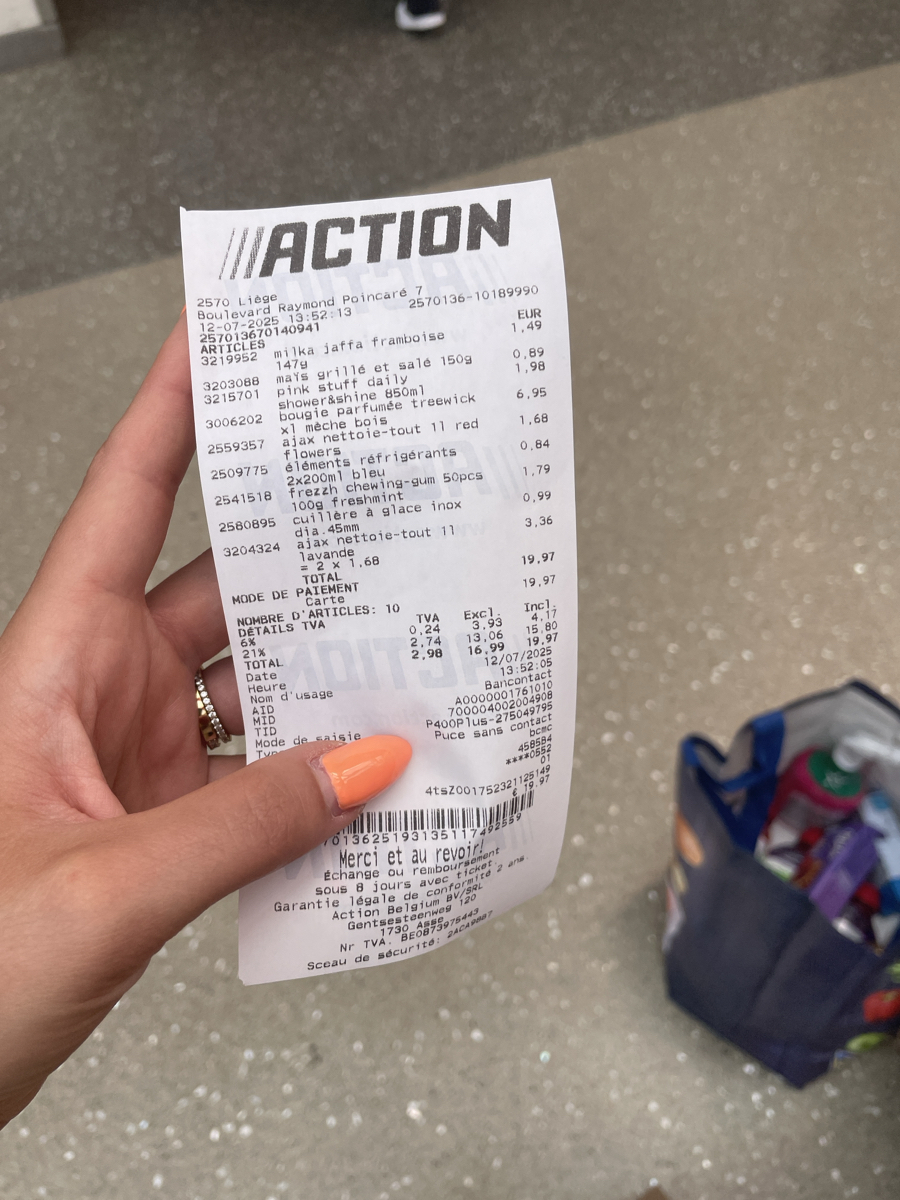 ///ACTION
2570 Liège
Boulevard Raymond Poincaré 7
12-07-2025 13:52:13 2570136-10189990
257013670140941
ARTICLES EUR
3219952 milka jaffa framboise 1,49
147g
3203088 maïs grillé et salé 150g 0,89
3215701 pink stuff daily 1,98
shower&shine 850ml
3006202 bougie parfumée treewick 6,95
x1 mèche bois
2559357 ajax nettoie-tout 1l red 1,68
flowers
2509775 éléments réfrigérants 0,84
2x200ml bleu
2541518 frezzh chewing-gum 50pcs 1,79
100g freshmint
2580895 cuillère à glace inox 0,99
dia.45mm
3204324 ajax nettoie-tout 1l 3,36
lavande
= 2 x 1,68
TOTAL 19,97
MODE DE PAIEMENT
Carte 19,97
NOMBRE D'ARTICLES: 10
DÉTAILS TVA TVA Excl. Incl.
6% 0,24 3,93 4,17
21% 2,74 13,06 15,80
TOTAL 2,98 16,99 19,97
Date 12/07/2025
Heure 13:52:05
Nom d'usage Bancontact
AID A0000001761010
MID 700004002004908
TID P400Plus-275049795
Mode de saisie Puce sans contact
bcmc
458584
****0552
01
4tsZ001752321125149
€ 19,97
7013625193135117492559
Merci et au revoir!
Échange ou remboursement
sous 8 jours avec ticket.
Garantie légale de conformité 2 ans.
Action Belgium BV/SRL
Gentsesteenweg 120
1730 Asse
Nr TVA. BE0873975443
Sceau de sécurité: 2ACA9887